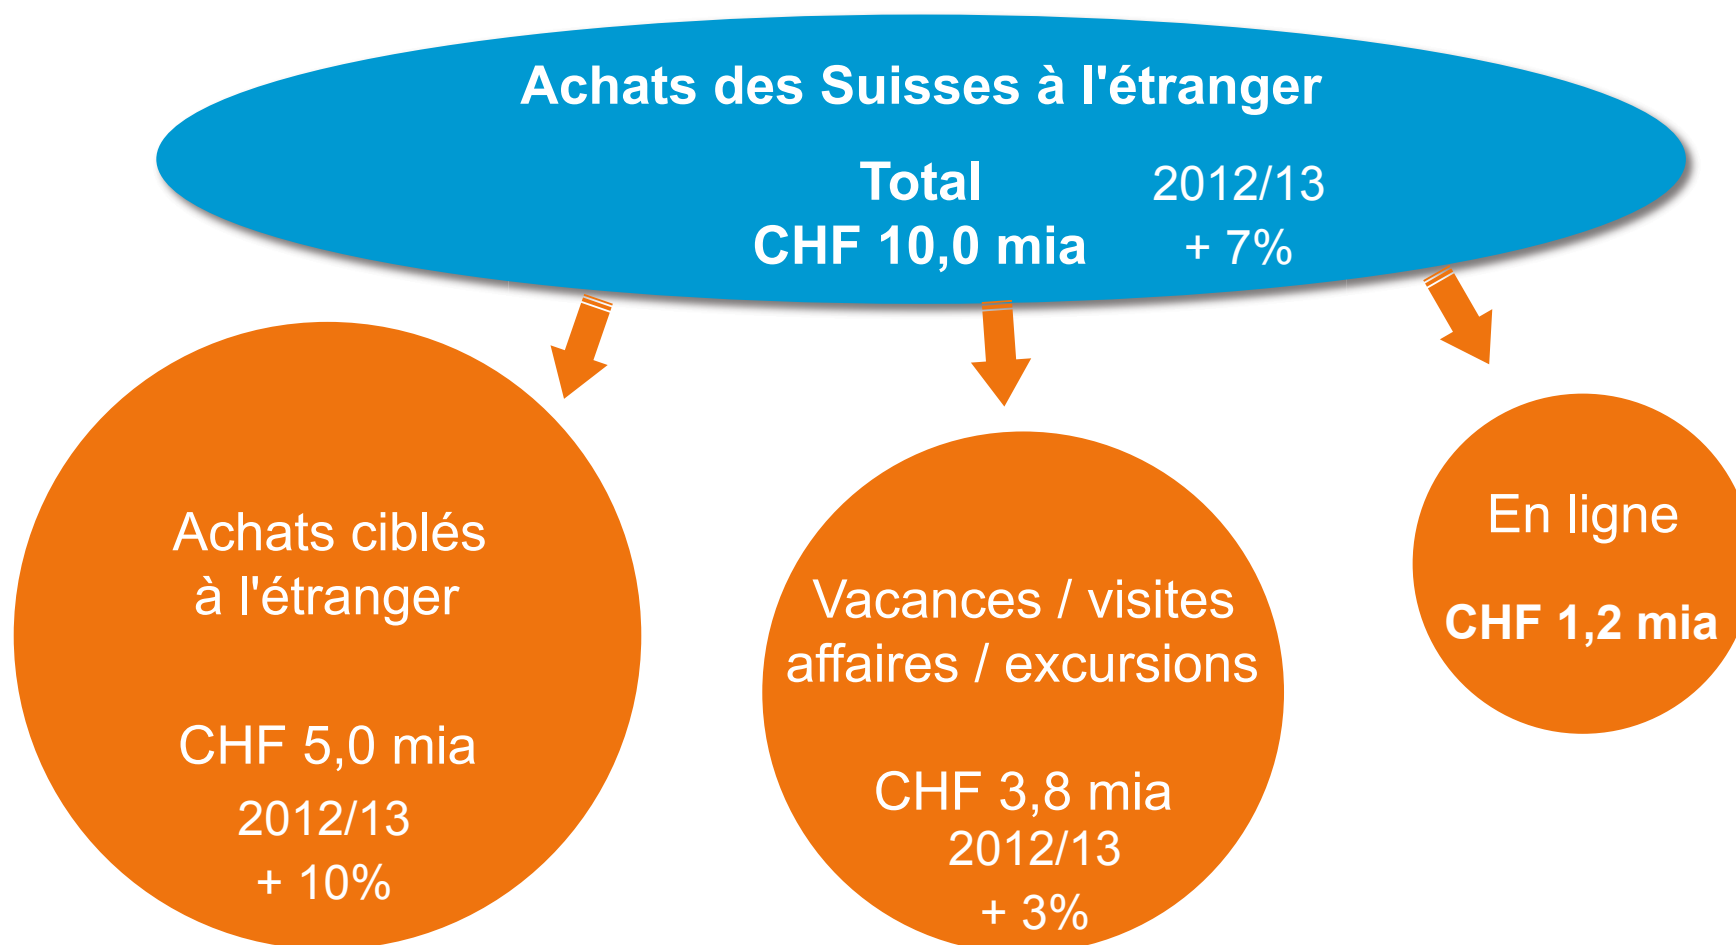 Achats des Suisses à l'étranger
Total 2012/13
CHF 10,0 mia + 7%
Achats ciblés
à l'étranger
CHF 5,0 mia
2012/13
+ 10%
Vacances / visites
affaires / excursions
CHF 3,8 mia
2012/13
+ 3%
En ligne
CHF 1,2 mia